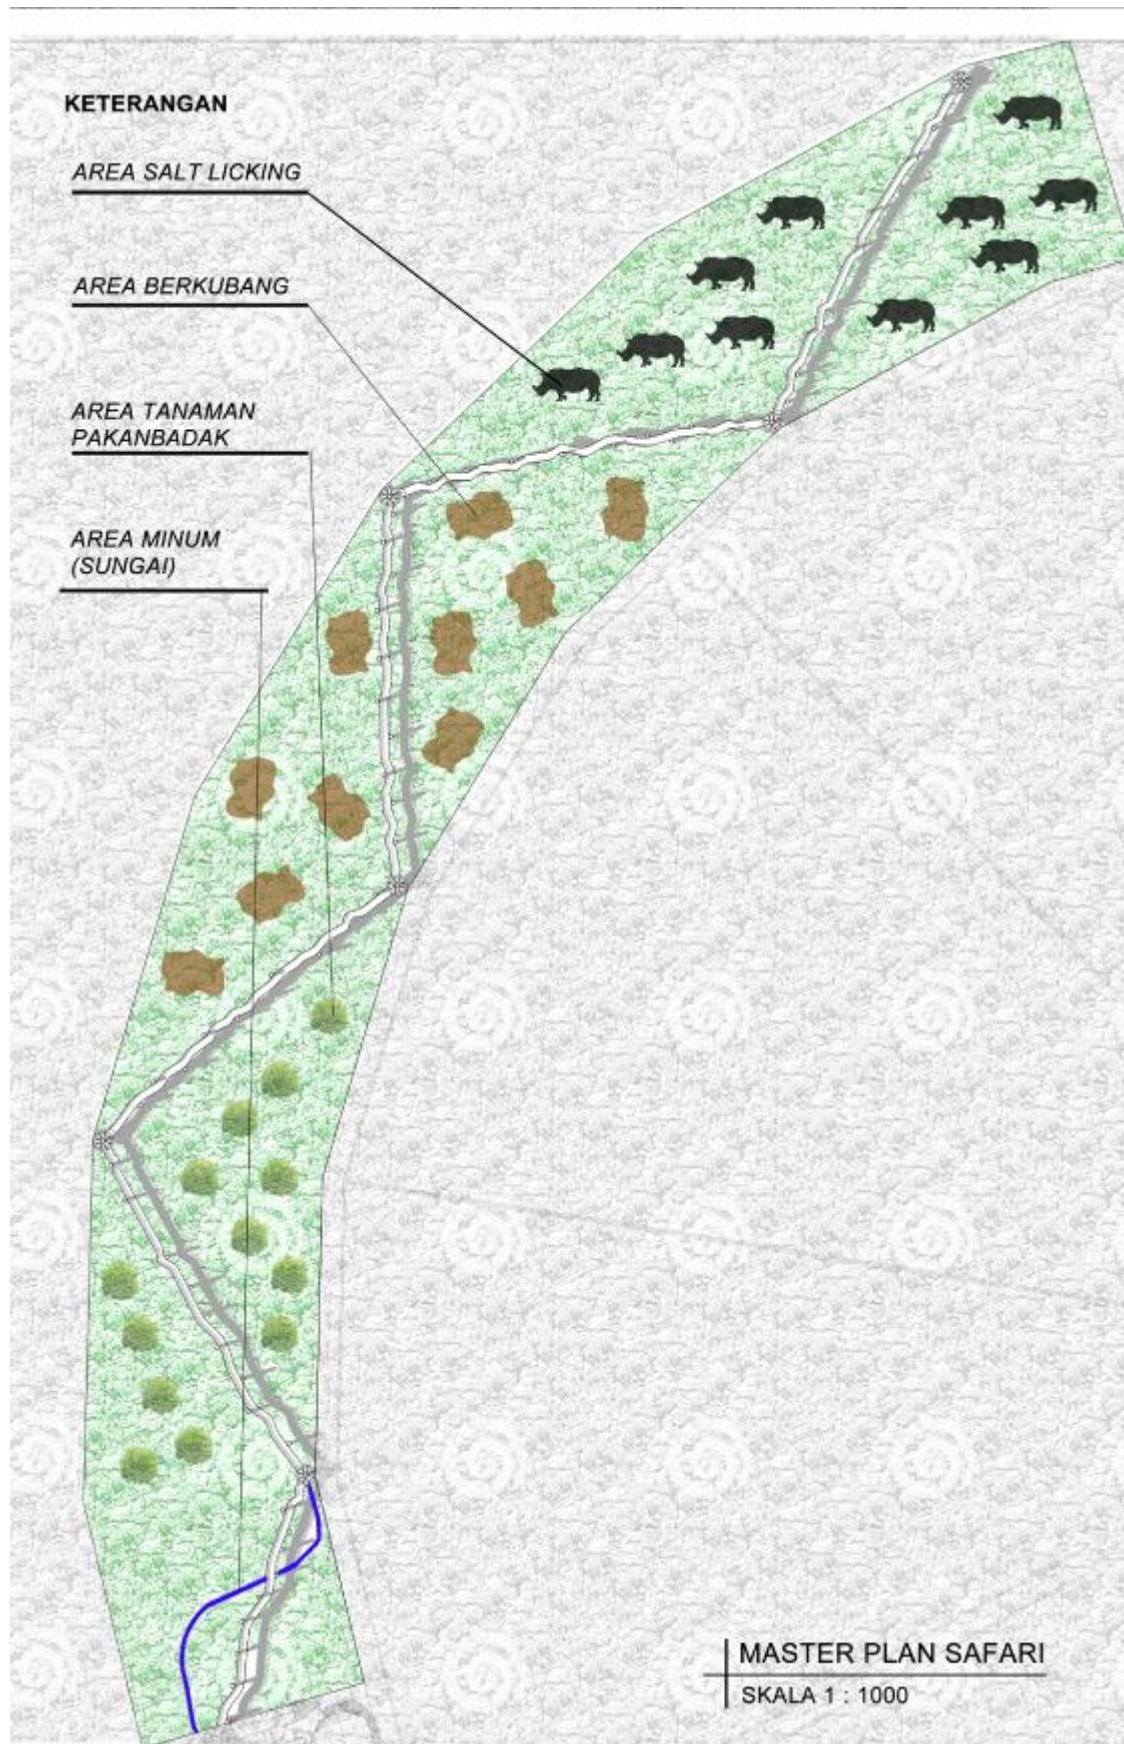 KETERANGAN
AREA SALT LICKING
AREA BERKUBANG
AREA TANAMAN
PAKANBADAK
AREA MINUM
(SUNGAI)
MASTER PLAN SAFARI
SKALA 1 : 1000